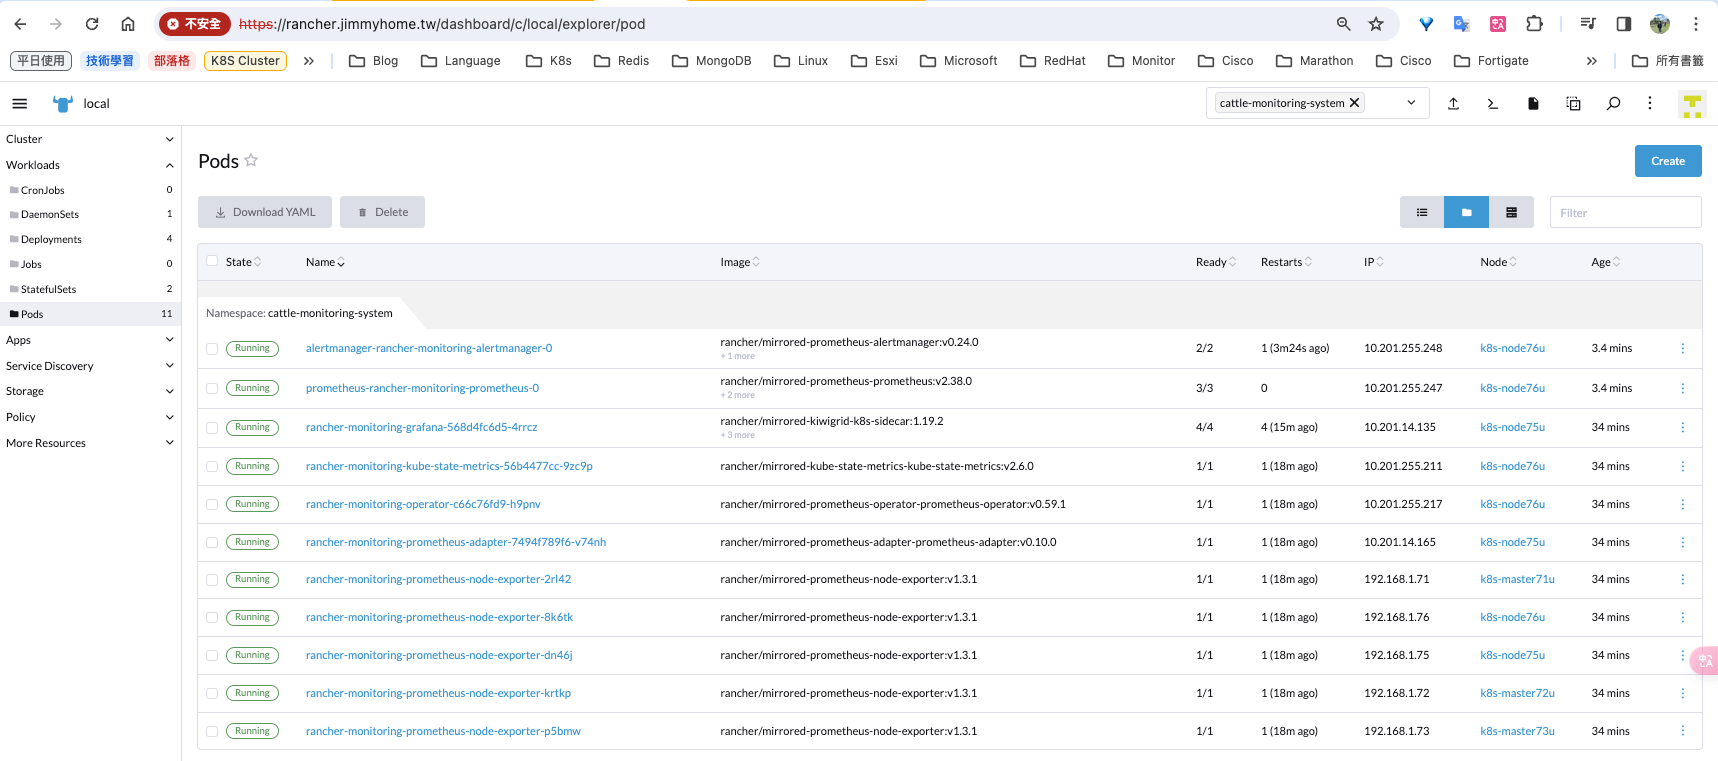 不安全 https://rancher.jimmyhome.tw/dashboard/c/local/explorer/pod
平日使用 技術學習 部落格 K8S Cluster Blog Language K8s Redis MongoDB Linux Esxi Microsoft RedHat Monitor Cisco Marathon Cisco Fortigate 所有書籤
local cattle-monitoring-system
Cluster
Workloads
CronJobs 0
DaemonSets 1
Deployments 4
Jobs 0
StatefulSets 2
Pods 11
Apps
Service Discovery
Storage
Policy
More Resources
Pods Create
Download YAML Delete Filter
State Name Image Ready Restarts IP Node Age
Namespace: cattle-monitoring-system
Running alertmanager-rancher-monitoring-alertmanager-0 rancher/mirrored-prometheus-alertmanager:v0.24.0 2/2 1 (3m24s ago) 10.201.255.248 k8s-node76u 3.4 mins
+ 1 more
Running prometheus-rancher-monitoring-prometheus-0 rancher/mirrored-prometheus-prometheus:v2.38.0 3/3 0 10.201.255.247 k8s-node76u 3.4 mins
+ 2 more
Running rancher-monitoring-grafana-568d4fc6d5-4rrcz rancher/mirrored-kiwigrid-k8s-sidecar:1.19.2 4/4 4 (15m ago) 10.201.14.135 k8s-node75u 34 mins
+ 3 more
Running rancher-monitoring-kube-state-metrics-56b4477cc-9zc9p rancher/mirrored-kube-state-metrics-kube-state-metrics:v2.6.0 1/1 1 (18m ago) 10.201.255.211 k8s-node76u 34 mins
Running rancher-monitoring-operator-c66c76fd9-h9pnv rancher/mirrored-prometheus-operator-prometheus-operator:v0.59.1 1/1 1 (18m ago) 10.201.255.217 k8s-node76u 34 mins
Running rancher-monitoring-prometheus-adapter-7494f789f6-v74nh rancher/mirrored-prometheus-adapter-prometheus-adapter:v0.10.0 1/1 1 (18m ago) 10.201.14.165 k8s-node75u 34 mins
Running rancher-monitoring-prometheus-node-exporter-2rl42 rancher/mirrored-prometheus-node-exporter:v1.3.1 1/1 1 (18m ago) 192.168.1.71 k8s-master71u 34 mins
Running rancher-monitoring-prometheus-node-exporter-8k6tk rancher/mirrored-prometheus-node-exporter:v1.3.1 1/1 1 (18m ago) 192.168.1.76 k8s-node76u 34 mins
Running rancher-monitoring-prometheus-node-exporter-dn46j rancher/mirrored-prometheus-node-exporter:v1.3.1 1/1 1 (18m ago) 192.168.1.75 k8s-node75u 34 mins
Running rancher-monitoring-prometheus-node-exporter-krtkp rancher/mirrored-prometheus-node-exporter:v1.3.1 1/1 1 (18m ago) 192.168.1.72 k8s-master72u 34 mins
Running rancher-monitoring-prometheus-node-exporter-p5bmw rancher/mirrored-prometheus-node-exporter:v1.3.1 1/1 1 (18m ago) 192.168.1.73 k8s-master73u 34 mins